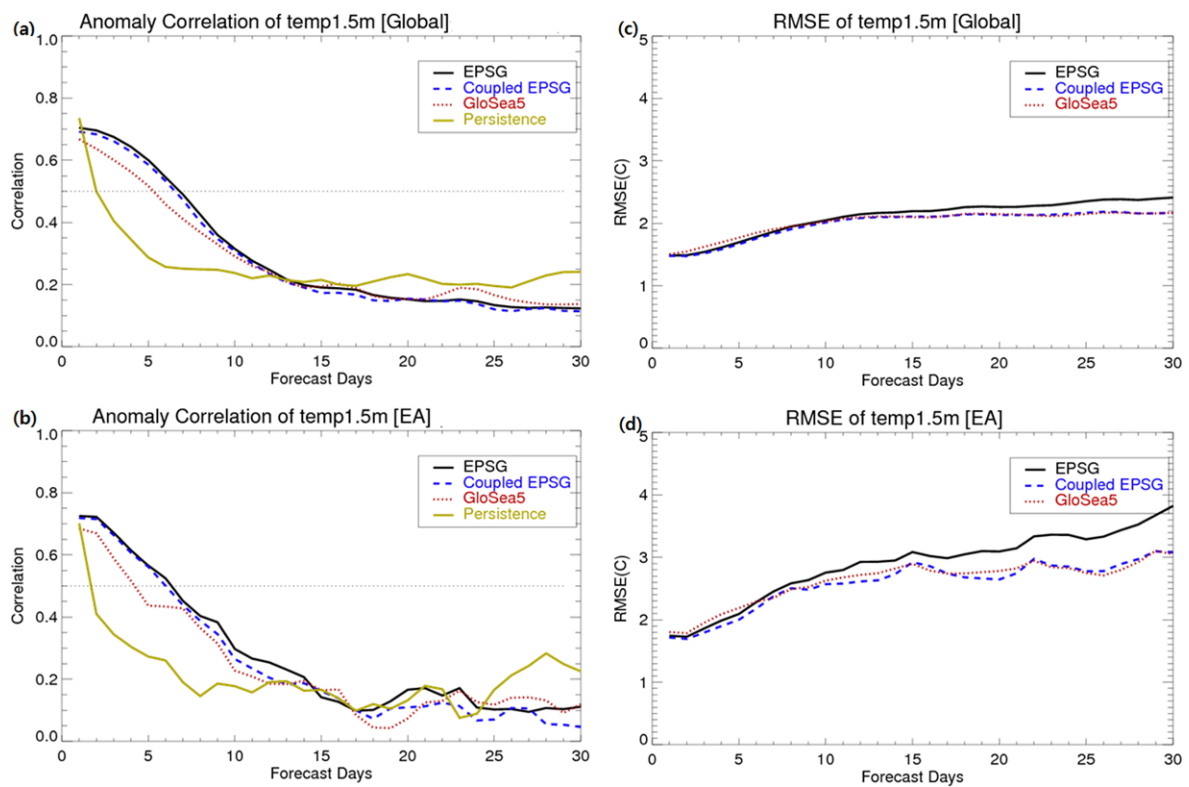 (a) Anomaly Correlation of temp1.5m [Global]
1.0
0.8
0.6
0.4
0.2
0.0
Correlation
EPSG
Coupled EPSG
GloSea5
Persistence
0 5 10 15 20 25 30
Forecast Days
(c) RMSE of temp1.5m [Global]
5
4
3
2
1
0
RMSE(C)
EPSG
Coupled EPSG
GloSea5
0 5 10 15 20 25 30
Forecast Days
(b) Anomaly Correlation of temp1.5m [EA]
1.0
0.8
0.6
0.4
0.2
0.0
Correlation
EPSG
Coupled EPSG
GloSea5
Persistence
0 5 10 15 20 25 30
Forecast Days
(d) RMSE of temp1.5m [EA]
5
4
3
2
1
0
RMSE(C)
EPSG
Coupled EPSG
GloSea5
0 5 10 15 20 25 30
Forecast Days